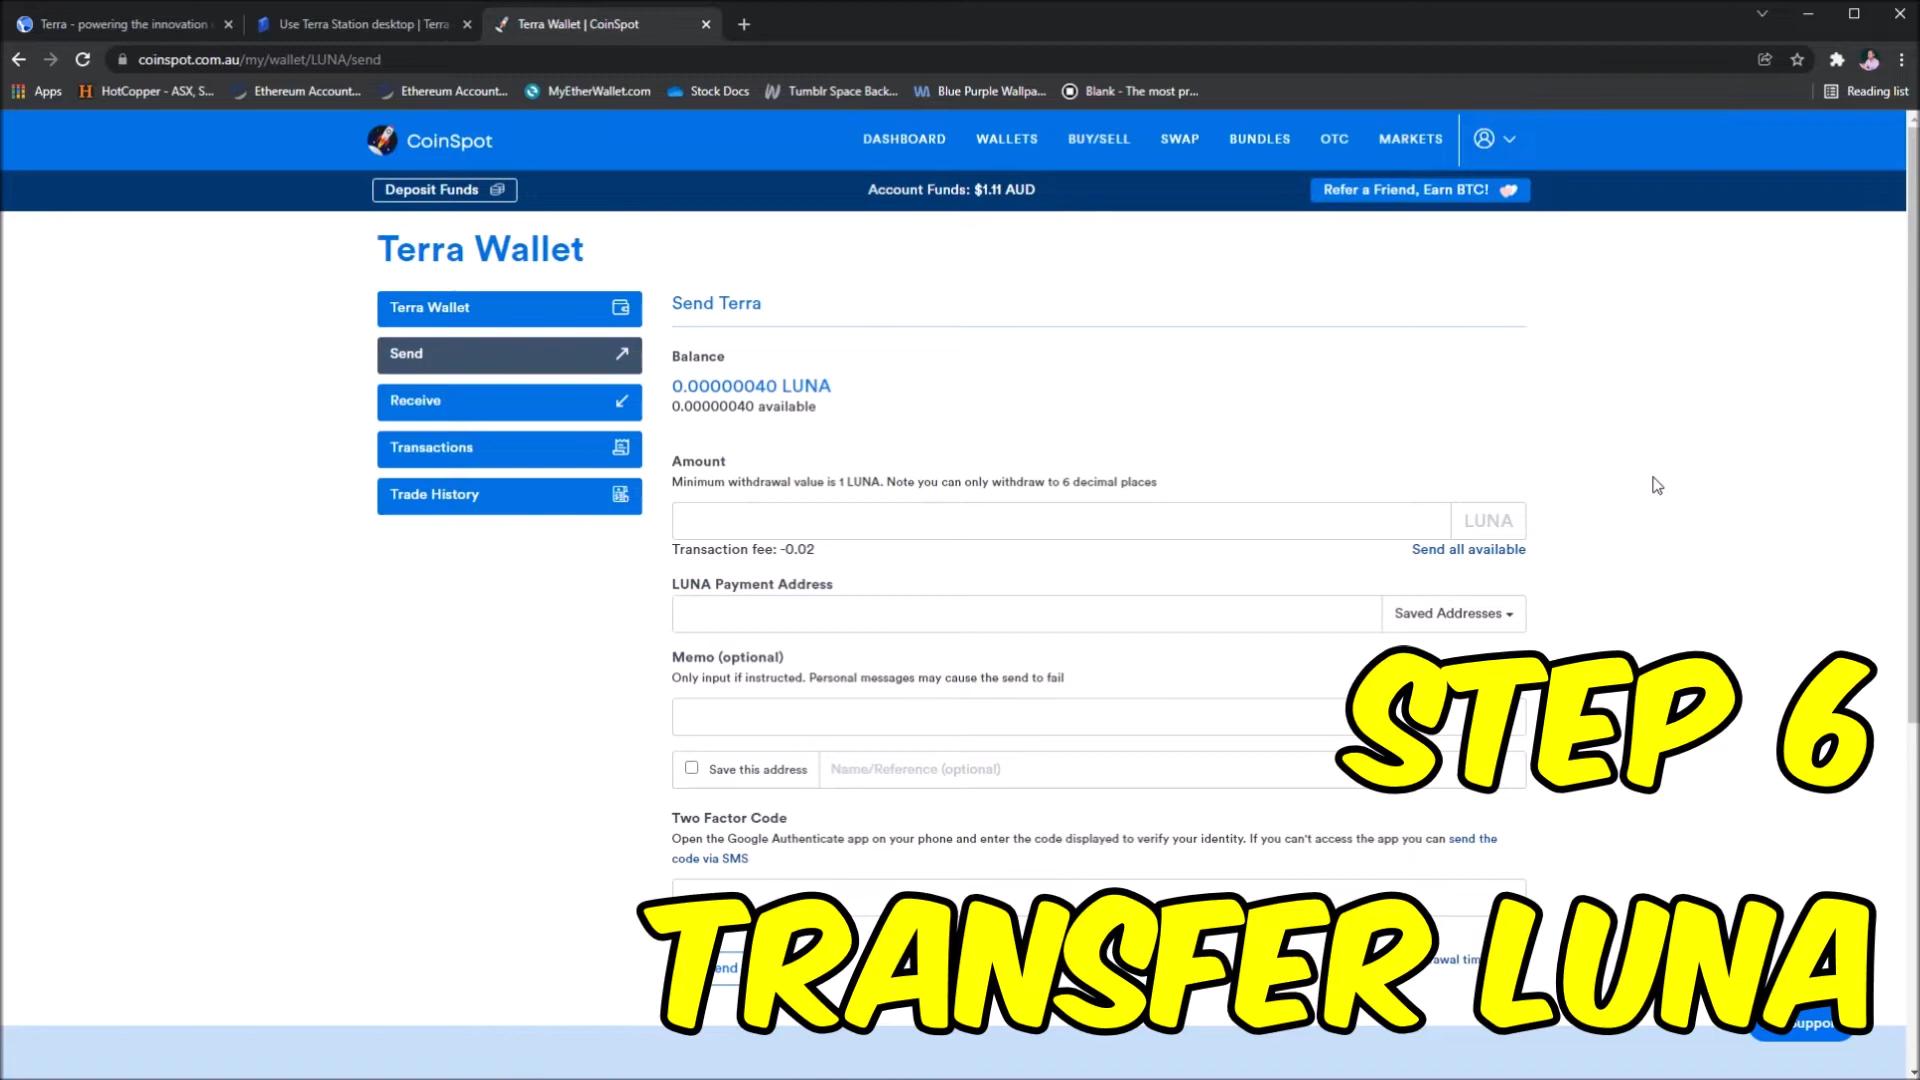 Terra - powering the innovation
Use Terra Station desktop | Terra
Terra Wallet | CoinSpot
coinspot.com.au/my/wallet/LUNA/send
Apps
HotCopper - ASX, S...
Ethereum Account...
Ethereum Account...
MyEtherWallet.com
Stock Docs
Tumblr Space Back...
Blue Purple Wallpa...
Blank - The most pr...
Reading list
CoinSpot
DASHBOARD
WALLETS
BUY/SELL
SWAP
BUNDLES
OTC
MARKETS
Deposit Funds
Account Funds: $1.11 AUD
Refer a Friend, Earn BTC!
Terra Wallet
Terra Wallet
Send
Receive
Transactions
Trade History
Send Terra
Balance
0.00000040 LUNA
0.00000040 available
Amount
Minimum withdrawal value is 1 LUNA. Note you can only withdraw to 6 decimal places
LUNA
Transaction fee: -0.02
Send all available
LUNA Payment Address
Saved Addresses
Memo (optional)
Only input if instructed. Personal messages may cause the send to fail
Save this address
Name/Reference (optional)
Two Factor Code
Open the Google Authenticate app on your phone and enter the code displayed to verify your identity. If you can't access the app you can send the
code via SMS
STEP 6
TRANSFER LUNA